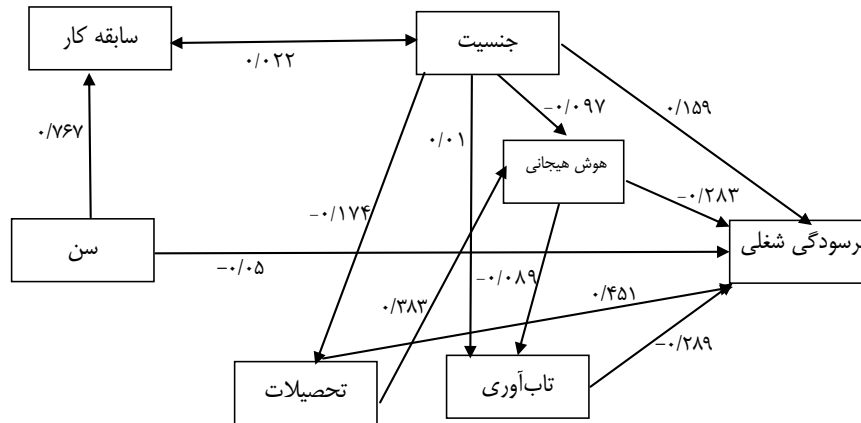 سابقه کار
جنسیت
۰/۰۲۲
۰/۷۶۷
−۰/۰۹۷
۰/۱۵۹
۰/۰۱
هوش هیجانی
−۰/۱۷۴
−۰/۲۸۳
سن
رسودگی شغلی
−۰/۰۵
−۰/۰۸۹
۰/۳۸۳
۰/۴۵۱
−۰/۲۸۹
تحصیلات
تاب‌آوری